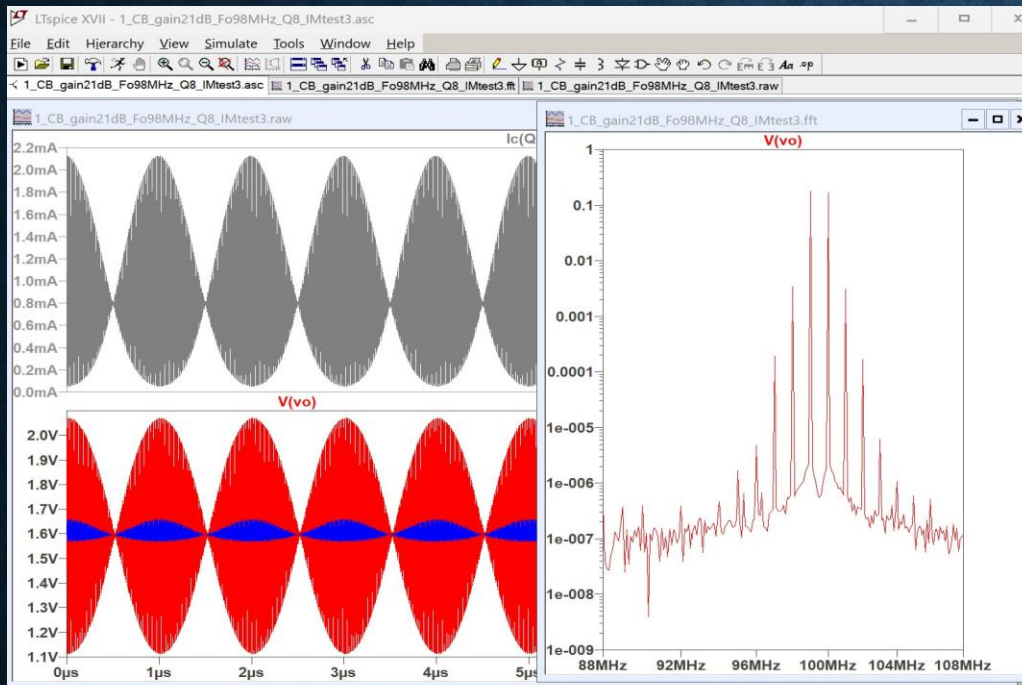 LTspice XVII - 1_CB_gain21dB_Fo98MHz_Q8_IMtest3.asc
File Edit Hierarchy View Simulate Tools Window Help
1_CB_gain21dB_Fo98MHz_Q8_IMtest3.asc 1_CB_gain21dB_Fo98MHz_Q8_IMtest3.fft 1_CB_gain21dB_Fo98MHz_Q8_IMtest3.raw
1_CB_gain21dB_Fo98MHz_Q8_IMtest3.raw
Ic(Q
2.2mA
2.0mA
1.8mA
1.6mA
1.4mA
1.2mA
1.0mA
0.8mA
0.6mA
0.4mA
0.2mA
0.0mA
V(vo)
2.0V
1.9V
1.8V
1.7V
1.6V
1.5V
1.4V
1.3V
1.2V
1.1V
0µs 1µs 2µs 3µs 4µs 5µs
1_CB_gain21dB_Fo98MHz_Q8_IMtest3.fft
V(vo)
1
0.1
0.01
0.001
0.0001
1e-005
1e-006
1e-007
1e-008
1e-009
88MHz 92MHz 96MHz 100MHz 104MHz 108MHz